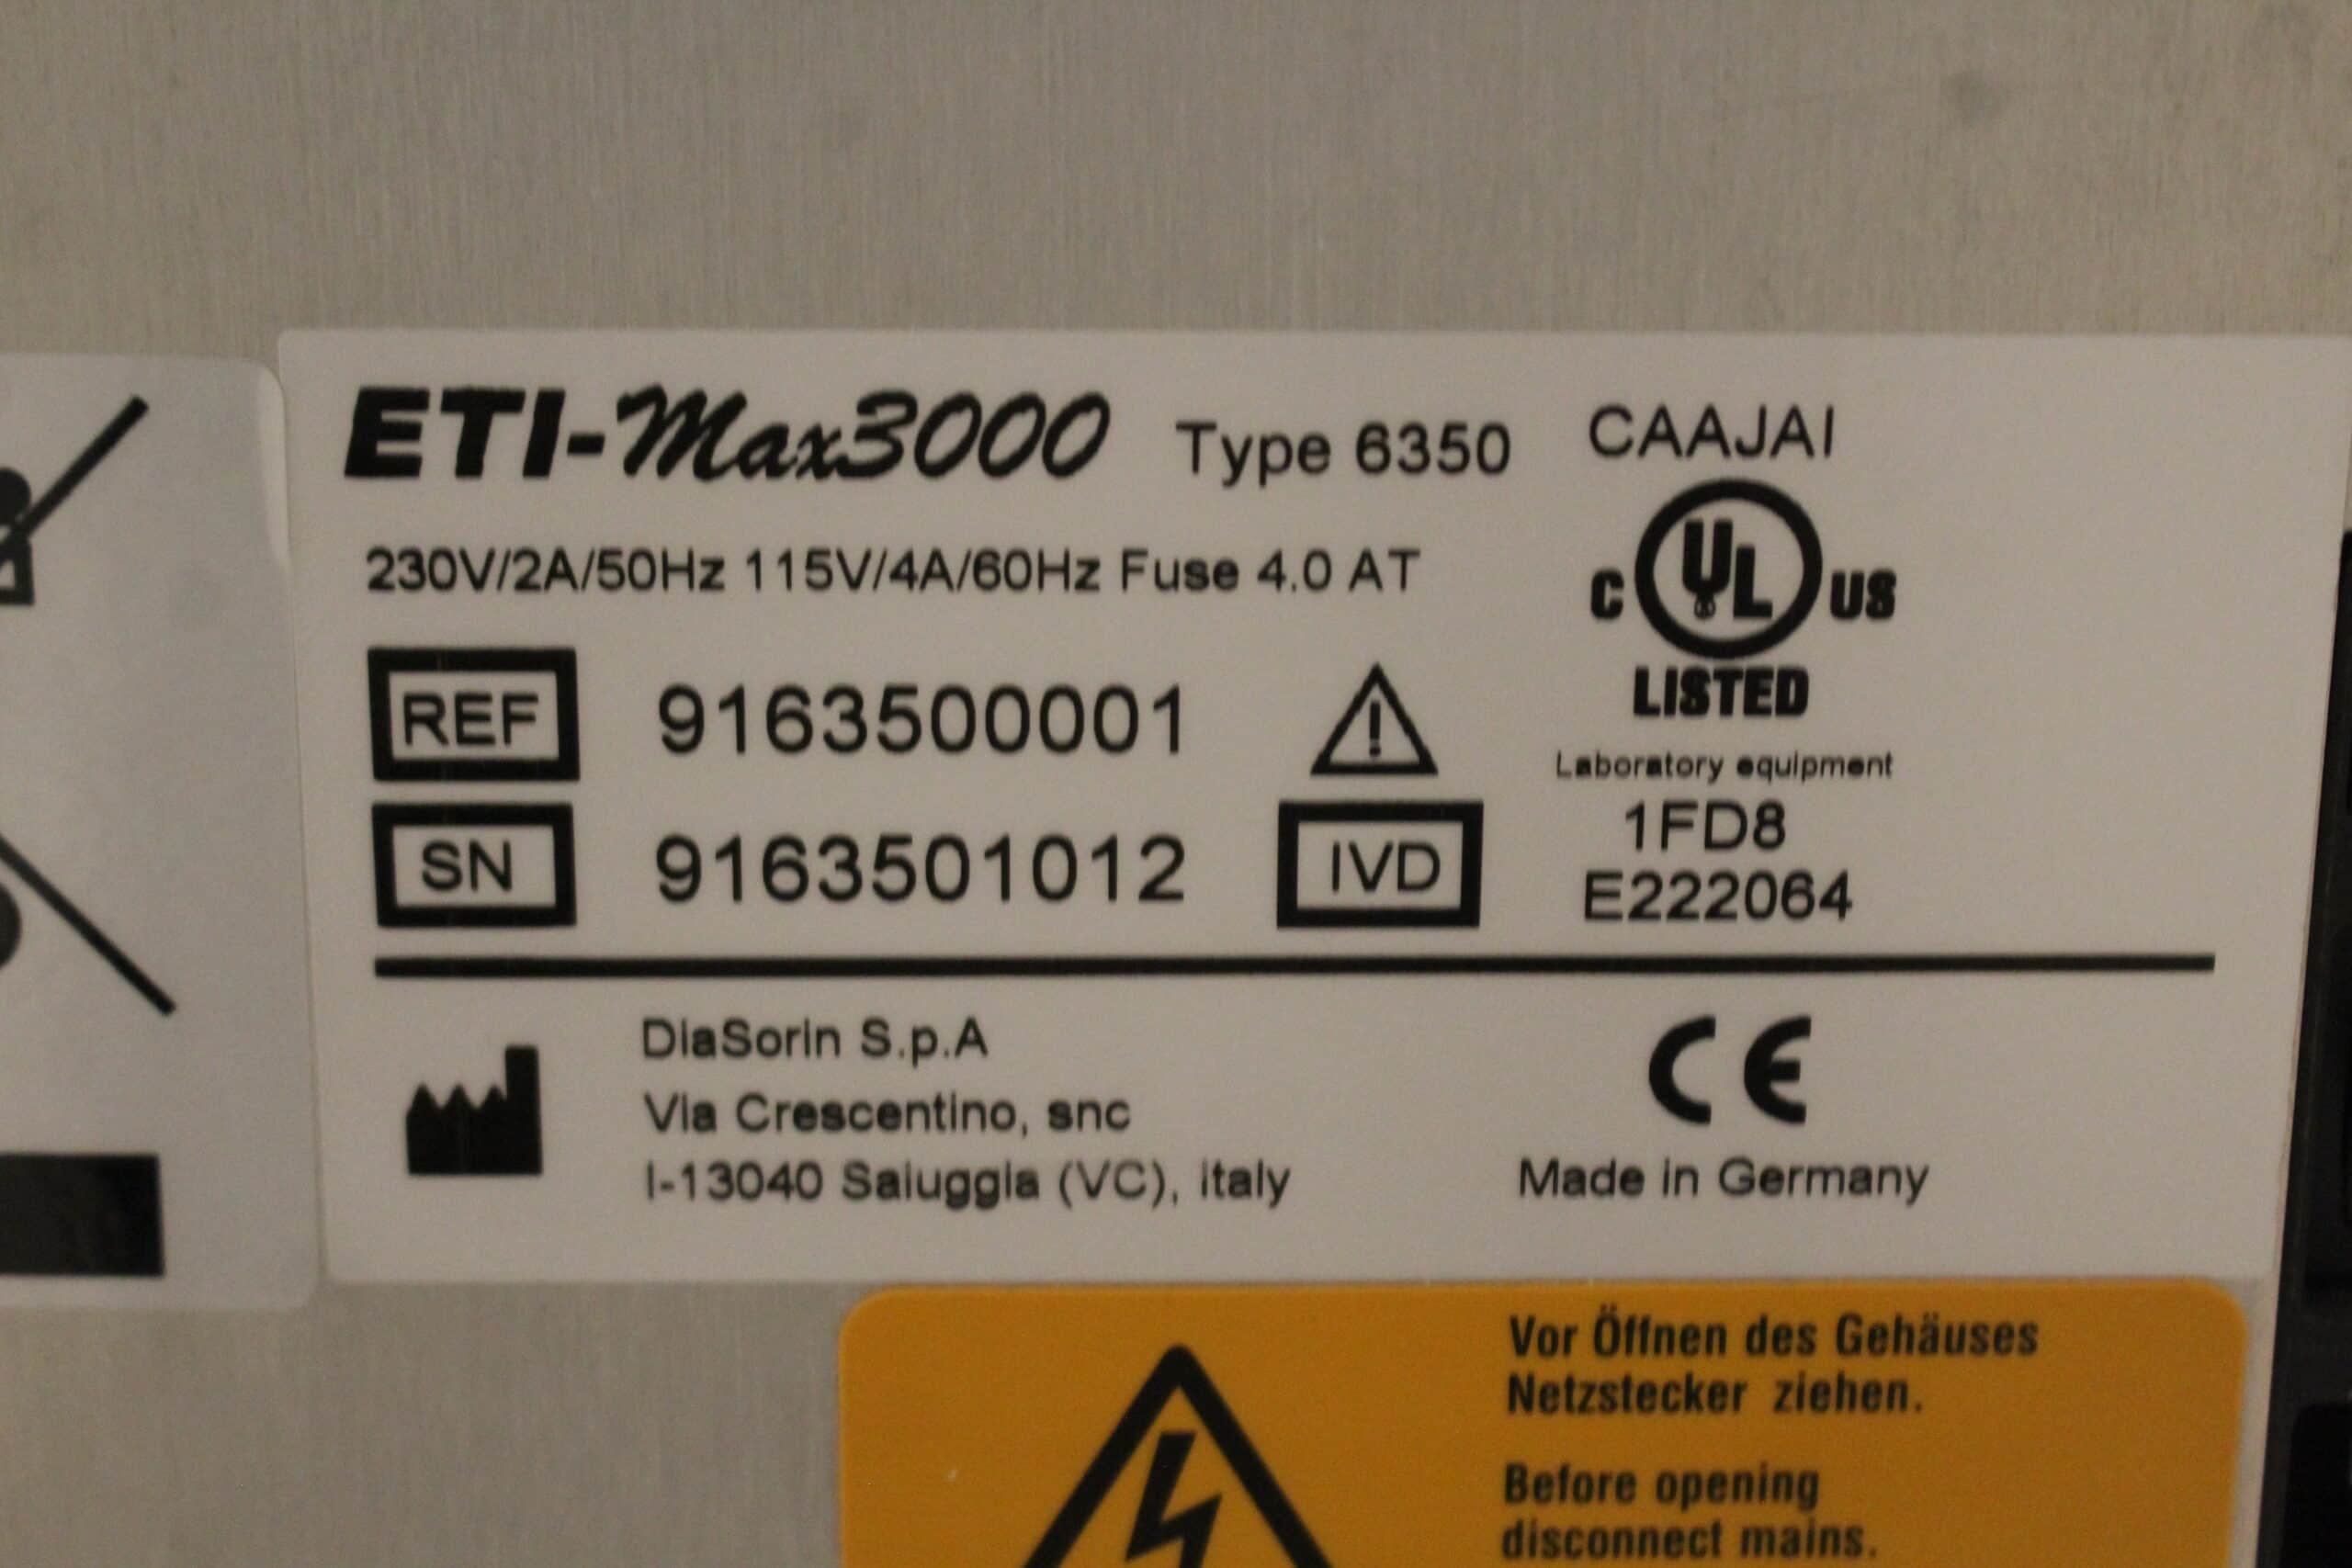 ETI-Max3000 Type 6350 CAAJAI
230V/2A/50Hz 115V/4A/60Hz Fuse 4.0 AT
C UL US
LISTED
REF 9163500001
Laboratory equipment
SN 9163501012 IVD
1FD8
E222064
DiaSorin S.p.A
Via Crescentino, snc
I-13040 Saluggia (VC), italy
CE
Made in Germany
Vor Öffnen des Gehäuses
Netzstecker ziehen.
Before opening
disconnect mains.